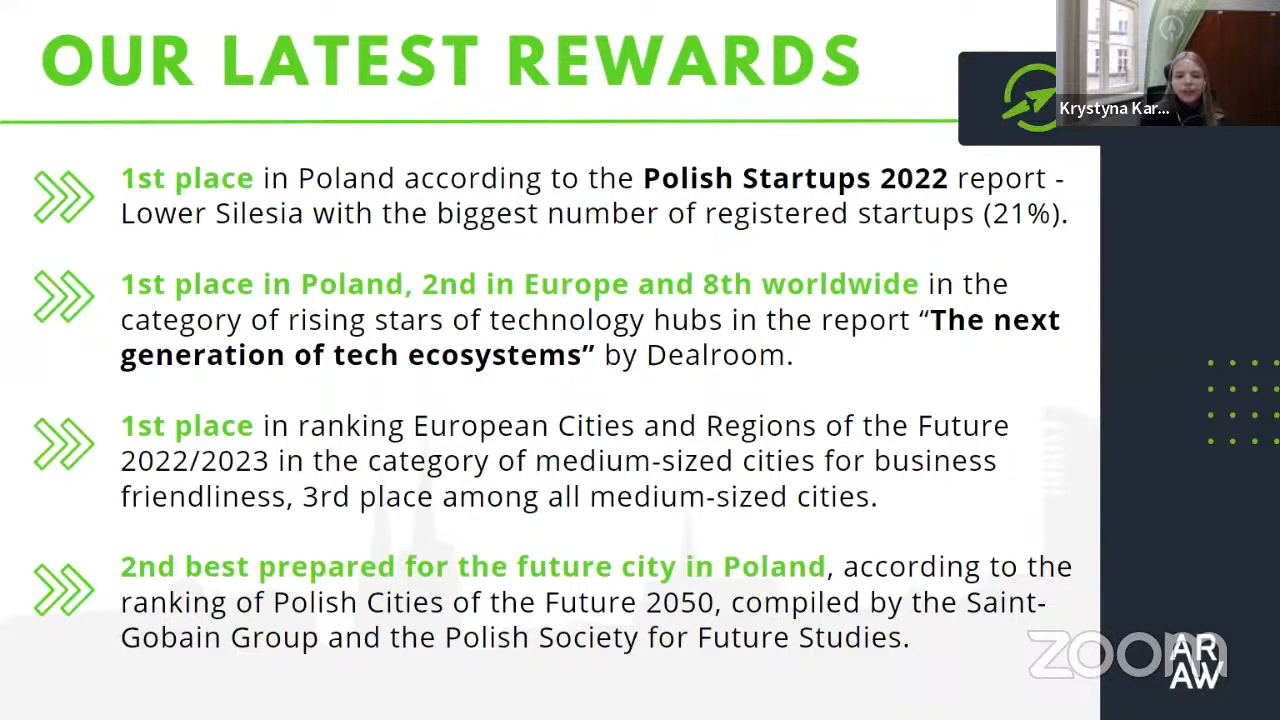 OUR LATEST REWARDS
Krystyna Kar...
1st place in Poland according to the Polish Startups 2022 report -
Lower Silesia with the biggest number of registered startups (21%).
1st place in Poland, 2nd in Europe and 8th worldwide in the
category of rising stars of technology hubs in the report “The next
generation of tech ecosystems” by Dealroom.
1st place in ranking European Cities and Regions of the Future
2022/2023 in the category of medium-sized cities for business
friendliness, 3rd place among all medium-sized cities.
2nd best prepared for the future city in Poland, according to the
ranking of Polish Cities of the Future 2050, compiled by the Saint-
Gobain Group and the Polish Society for Future Studies.
zoom
AR
AW